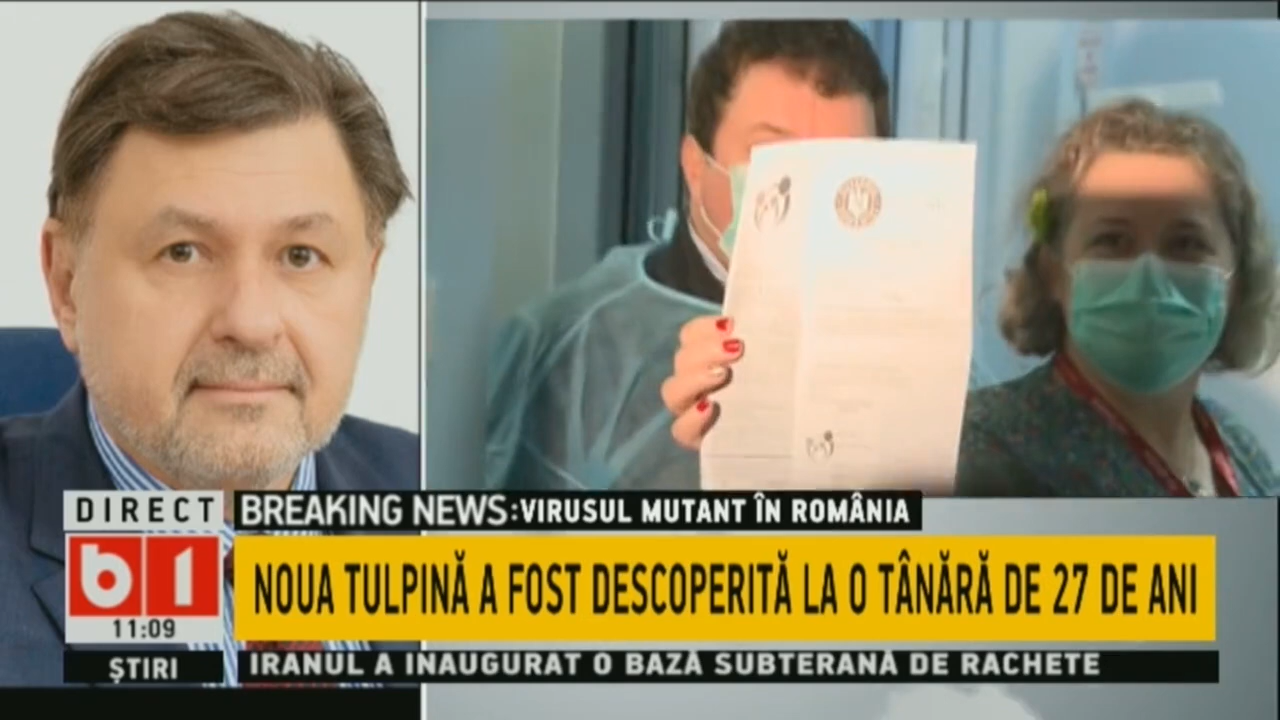 DIRECT
BREAKING NEWS: VIRUSUL MUTANT ÎN ROMÂNIA
b1
NOUA TULPINĂ A FOST DESCOPERITĂ LA O TÂNĂRĂ DE 27 DE ANI
11:09
ȘTIRI
IRANUL A INAUGURAT O BAZĂ SUBTERANĂ DE RACHETE